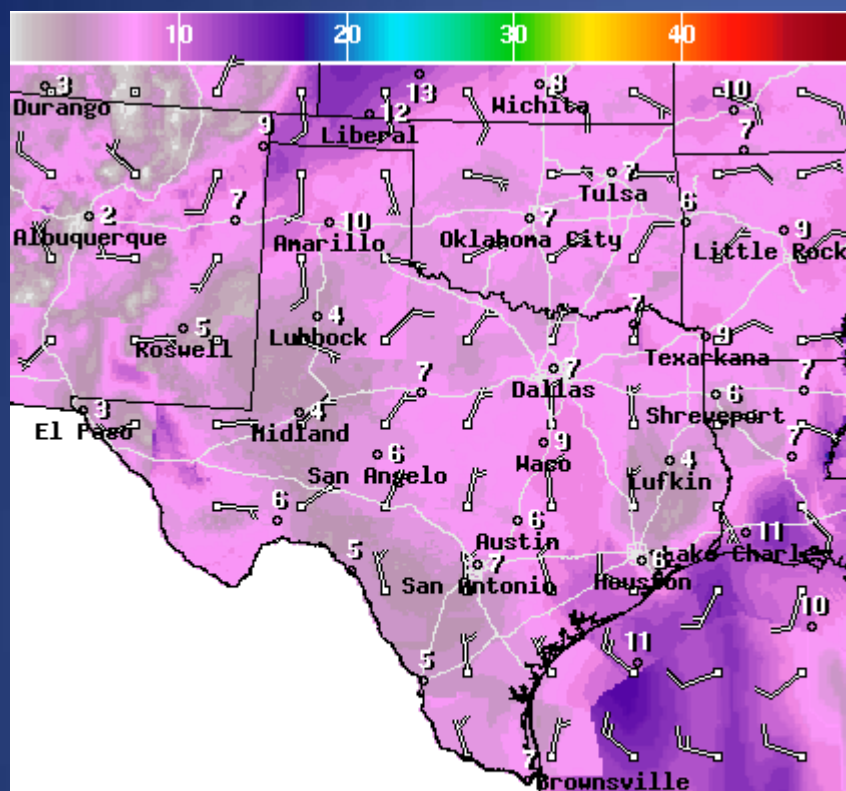 10 20 30 40
3 13 8 10
Durango Wichita
12
Liberal
9 7
7
Tulsa
2 7 10 7 6 9
Albuquerque Amarillo Oklahoma City Little Rock
5 4 7
Roswell Lubbock Texarkana 9
7
Dallas
3 4 7 6 7
El Paso Midland Shreveport
6 9 4 7
San Angelo Waco Lufkin
6 6 11
Austin Lake Charl
5 7 6
San Antonio Houston
10
5 11
7
Brownsville